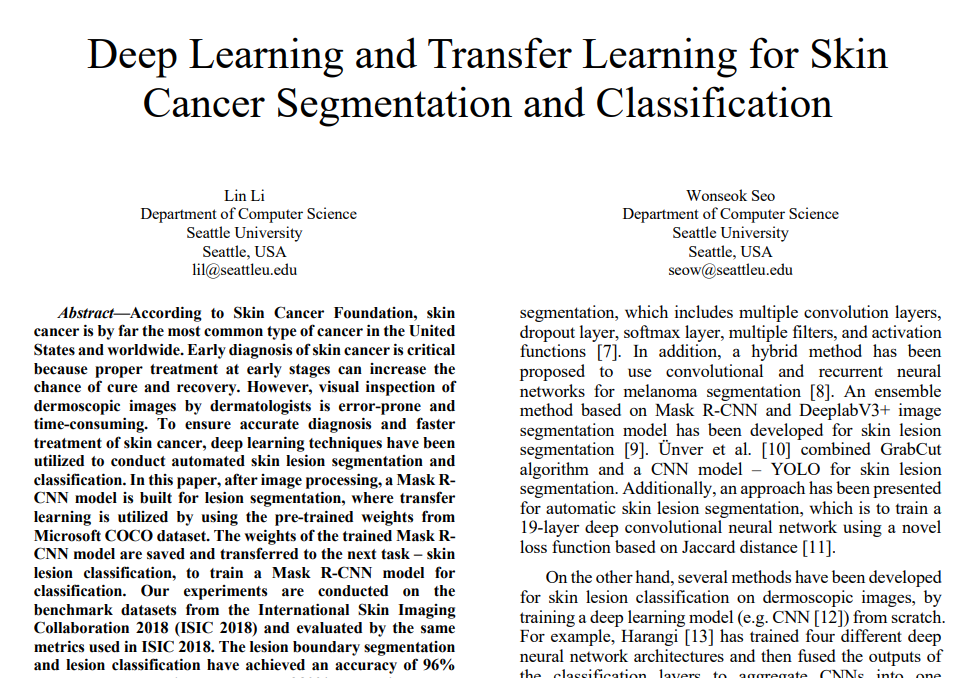 Deep Learning and Transfer Learning for Skin
Cancer Segmentation and Classification
Lin Li
Department of Computer Science
Seattle University
Seattle, USA
lil@seattleu.edu
Wonseok Seo
Department of Computer Science
Seattle University
Seattle, USA
seow@seattleu.edu
Abstract—According to Skin Cancer Foundation, skin
cancer is by far the most common type of cancer in the United
States and worldwide. Early diagnosis of skin cancer is critical
because proper treatment at early stages can increase the
chance of cure and recovery. However, visual inspection of
dermoscopic images by dermatologists is error-prone and
time-consuming. To ensure accurate diagnosis and faster
treatment of skin cancer, deep learning techniques have been
utilized to conduct automated skin lesion segmentation and
classification. In this paper, after image processing, a Mask R-
CNN model is built for lesion segmentation, where transfer
learning is utilized by using the pre-trained weights from
Microsoft COCO dataset. The weights of the trained Mask R-
CNN model are saved and transferred to the next task – skin
lesion classification, to train a Mask R-CNN model for
classification. Our experiments are conducted on the
benchmark datasets from the International Skin Imaging
Collaboration 2018 (ISIC 2018) and evaluated by the same
metrics used in ISIC 2018. The lesion boundary segmentation
and lesion classification have achieved an accuracy of 96%
segmentation, which includes multiple convolution layers,
dropout layer, softmax layer, multiple filters, and activation
functions [7]. In addition, a hybrid method has been
proposed to use convolutional and recurrent neural
networks for melanoma segmentation [8]. An ensemble
method based on Mask R-CNN and DeeplabV3+ image
segmentation model has been developed for skin lesion
segmentation [9]. Ünver et al. [10] combined GrabCut
algorithm and a CNN model – YOLO for skin lesion
segmentation. Additionally, an approach has been presented
for automatic skin lesion segmentation, which is to train a
19-layer deep convolutional neural network using a novel
loss function based on Jaccard distance [11].
On the other hand, several methods have been developed
for skin lesion classification on dermoscopic images, by
training a deep learning model (e.g. CNN [12]) from scratch.
For example, Harangi [13] has trained four different deep
neural network architectures and then fused the outputs of
the classification layers to aggregate CNNs into one